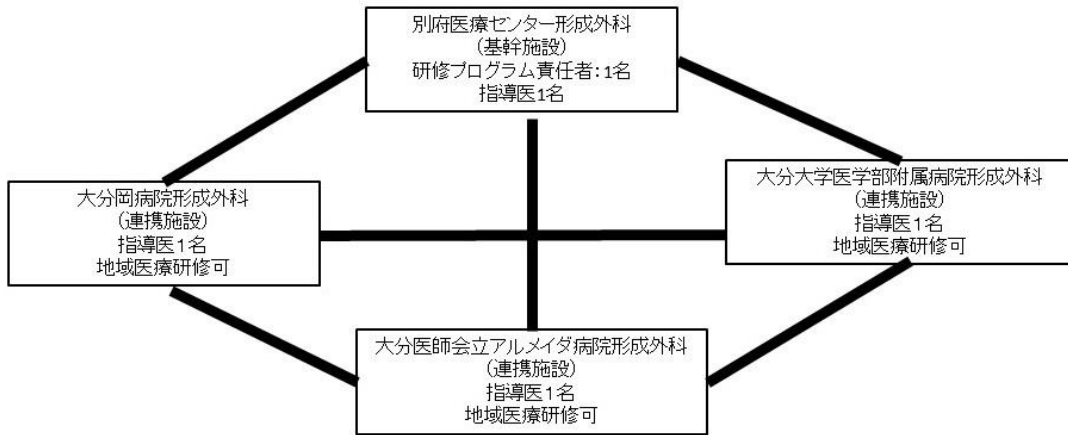 別府医療センター形成外科
(基幹施設)
研修プログラム責任者:1名
指導医1名
大分岡病院形成外科
(連携施設)
指導医1名
地域医療研修可
大分大学医学部附属病院形成外科
(連携施設)
指導医1名
地域医療研修可
大分医師会立アルメイダ病院形成外科
(連携施設)
指導医1名
地域医療研修可